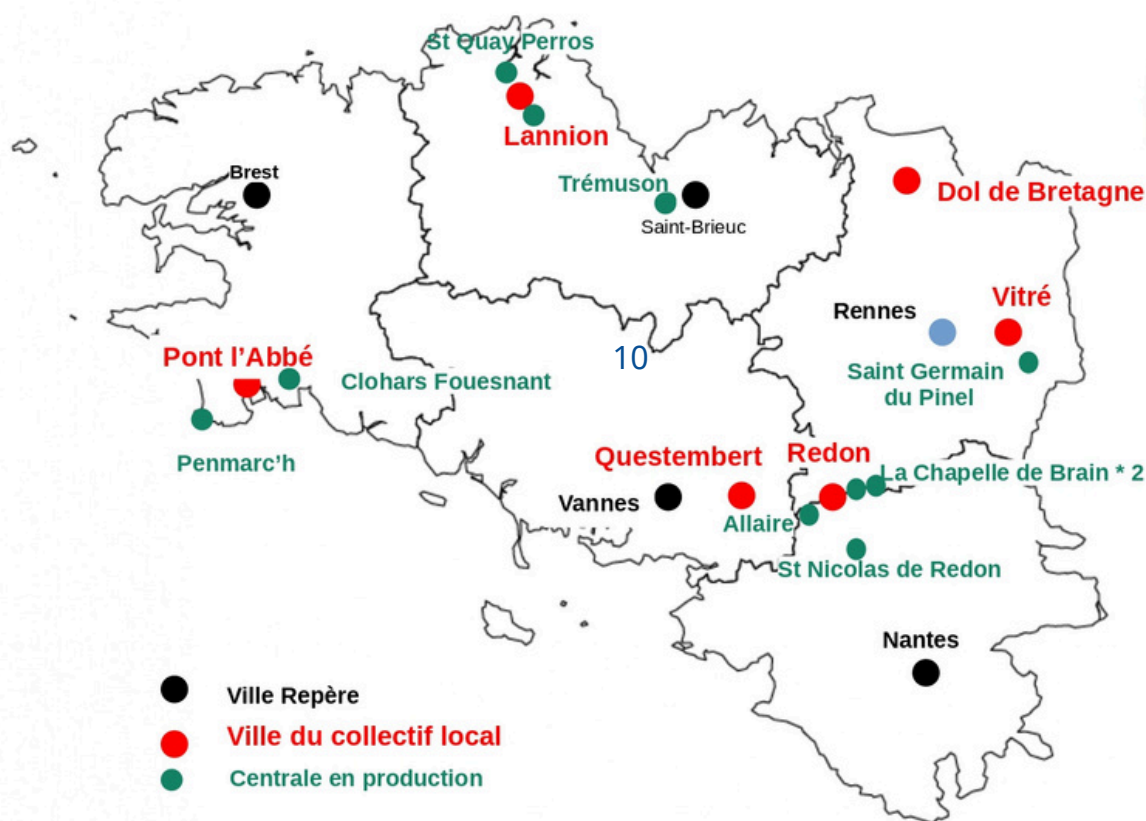 St Quay Perros
Lannion
Brest
Trémuson
Saint-Brieuc
Dol de Bretagne
Rennes
Vitré
Saint Germain
du Pinel
Pont l'Abbé
10
Clohars Fouesnant
Penmarc'h
Questembert
Redon
La Chapelle de Brain * 2
Vannes
Allaire
St Nicolas de Redon
Nantes
Ville Repère
Ville du collectif local
Centrale en production